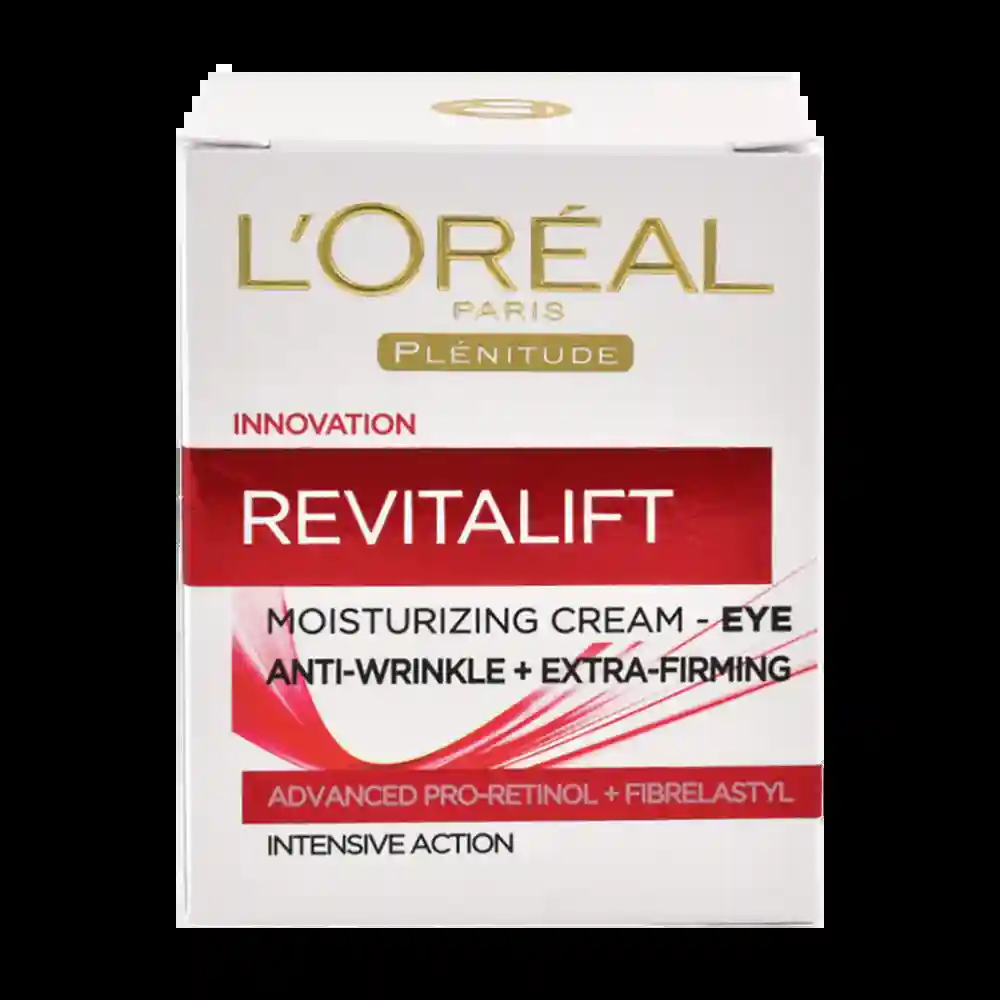 L'ORÉAL
PARIS
PLÉNITUDE
INNOVATION
REVITALIFT
MOISTURIZING CREAM - EYE
ANTI-WRINKLE + EXTRA-FIRMING
ADVANCED PRO-RETINOL + FIBRELASTYL
INTENSIVE ACTION